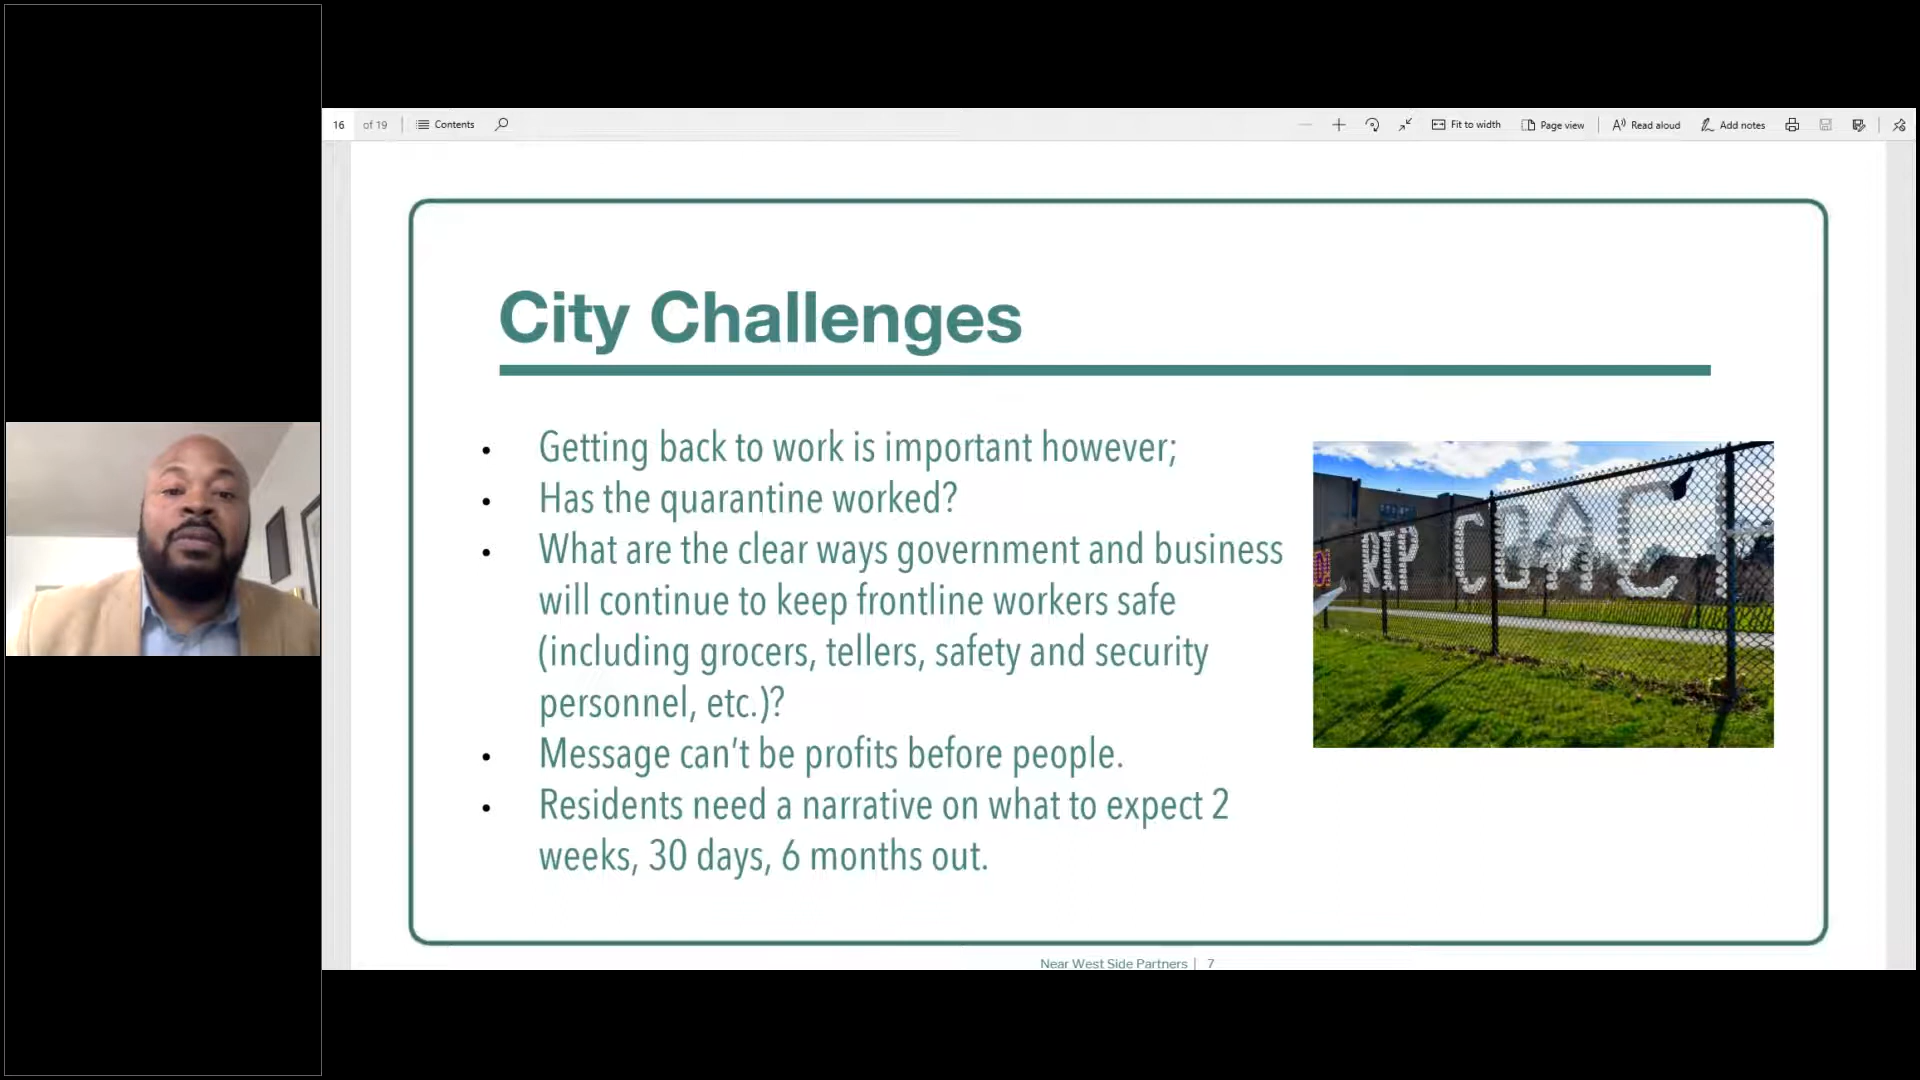 16 of 19 Contents Fit to width Page view Read aloud Add notes
City Challenges
• Getting back to work is important however;
• Has the quarantine worked?
• What are the clear ways government and business
will continue to keep frontline workers safe
(including grocers, tellers, safety and security
personnel, etc.)?
• Message can’t be profits before people.
• Residents need a narrative on what to expect 2
weeks, 30 days, 6 months out.
RIP COAC
Near West Side Partners | 7